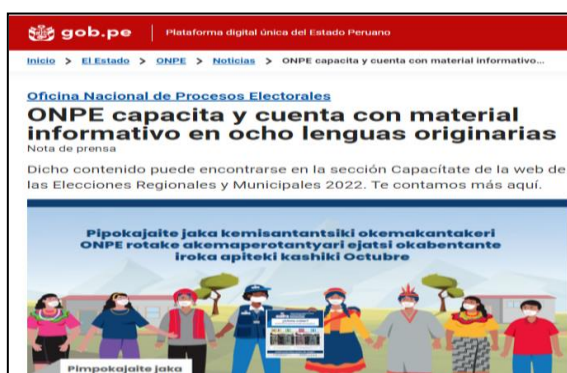 gob.pe
Plataforma digital única del Estado Peruano
Inicio > El Estado > ONPE > Noticias > ONPE capacita y cuenta con material informativo...
Oficina Nacional de Procesos Electorales
ONPE capacita y cuenta con material
informativo en ocho lenguas originarias
Nota de prensa
Dicho contenido puede encontrarse en la sección Capacítate de la web de
las Elecciones Regionales y Municipales 2022. Te contamos más aquí.
Pipokajaite jaka kemisantantsiki okemakantakeri
ONPE rotake akemaperotantyari ejatsi okabentante
iroka apiteki kashiki Octubre
Pimpokajaite jaka